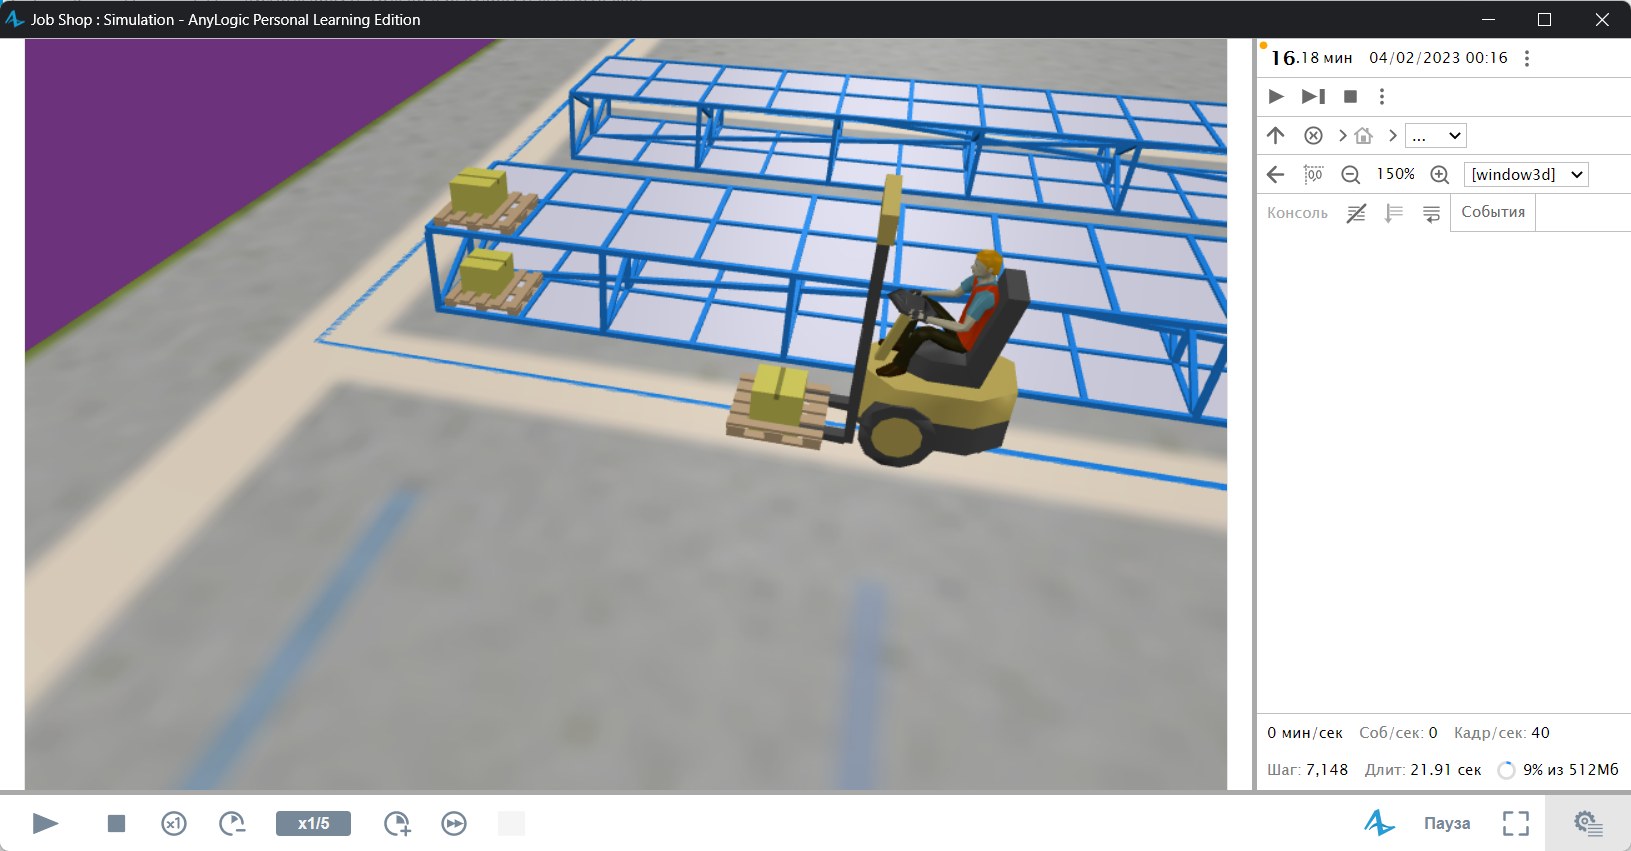 Job Shop : Simulation - AnyLogic Personal Learning Edition
16.18 мин 04/02/2023 00:16
...
150% [window3d]
Консоль События
0 мин/сек Соб/сек: 0 Кадр/сек: 40
Шаг: 7,148 Длит: 21.91 сек 9% из 512Мб
x1 x1/5 Пауза